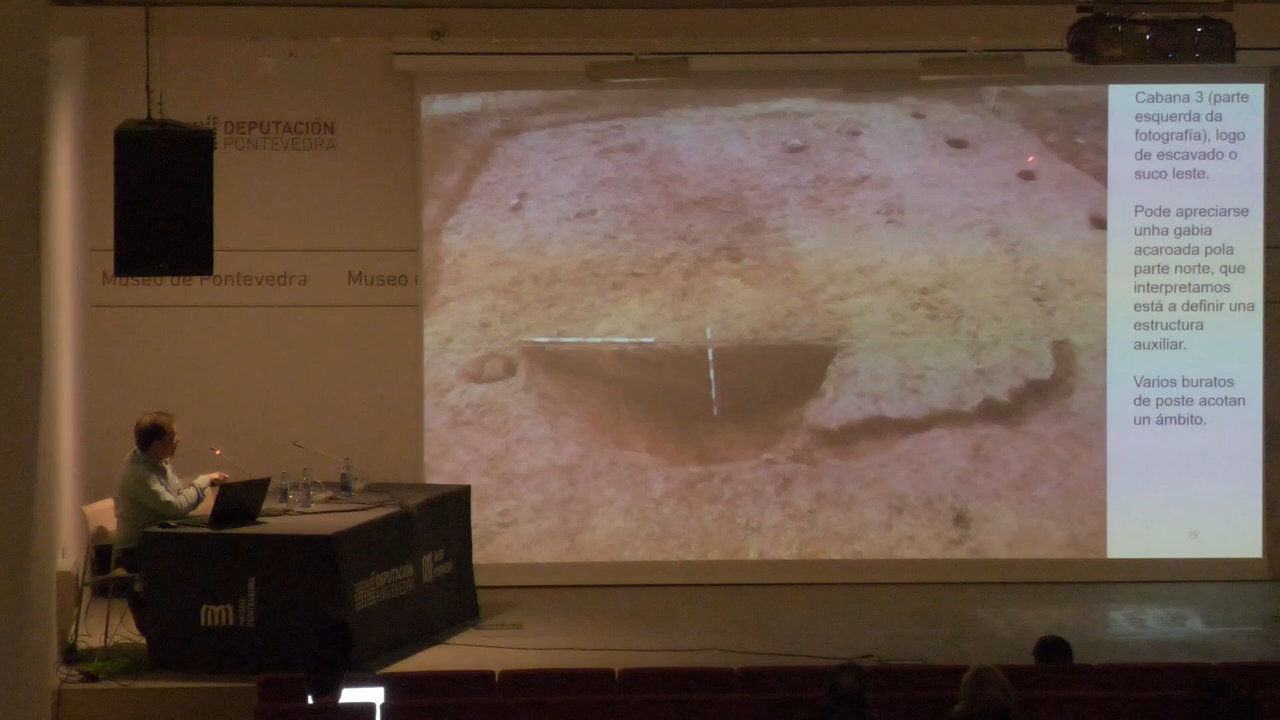 DEPUTACIÓN
PONTEVEDRA
Museo de Pontevedra
Museo
Cabana 3 (parte
esquerda da
fotografía), logo
de escavado o
suco leste.
Pode apreciarse
unha gabia
acaroada pola
parte norte, que
interpretamos
está a definir una
estructura
auxiliar.
Varios buratos
de poste acotan
un ámbito.
MUSEO
PONTEVEDRA
DEPUTACIÓN
PONTEVEDRA